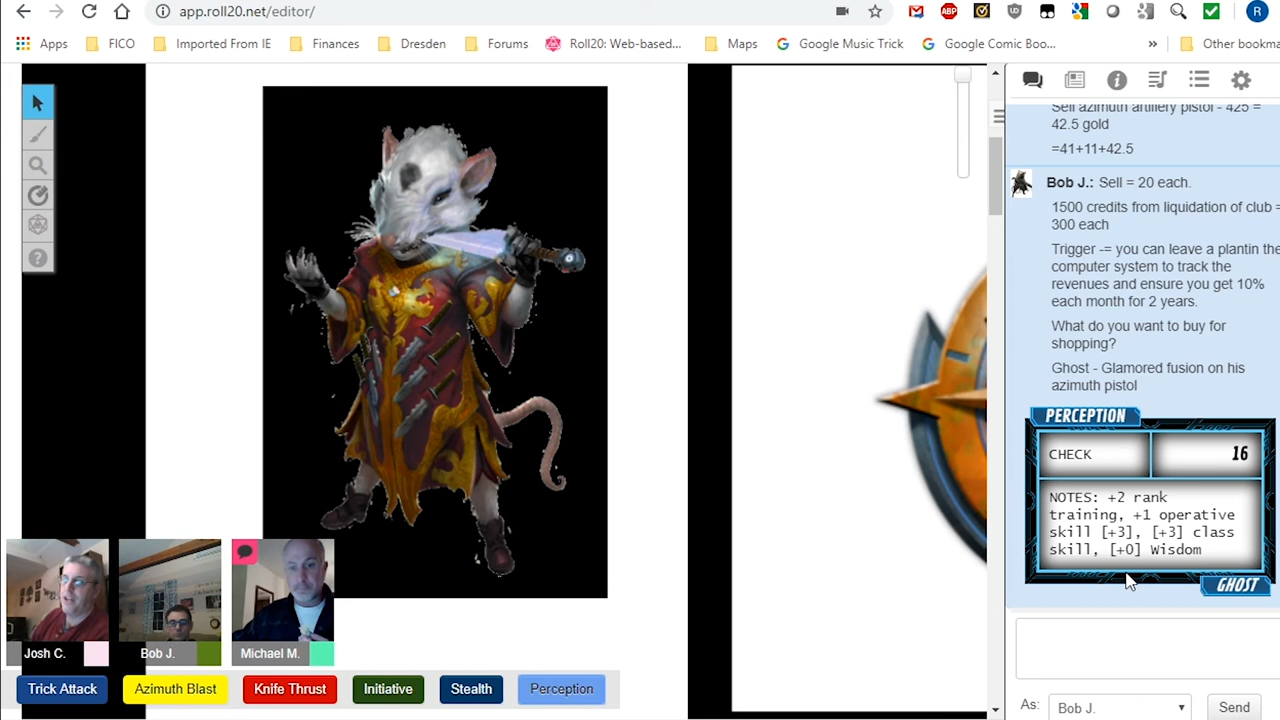 app.roll20.net/editor/
Apps FICO Imported From IE Finances Dresden Forums Roll20: Web-based... Maps Google Music Trick Google Comic Boo... » Other bookma
Sell azimuth artillery pistol - 425 =
42.5 gold
=41+11+42.5
Bob J.: Sell = 20 each.
1500 credits from liquidation of club =
300 each
Trigger -= you can leave a plantin the
computer system to track the
revenues and ensure you get 10%
each month for 2 years.
What do you want to buy for
shopping?
Ghost - Glamored fusion on his
azimuth pistol
PERCEPTION
CHECK 16
NOTES: +2 rank
training, +1 operative
skill [+3], [+3] class
skill, [+0] Wisdom
GHOST
Josh C. Bob J. Michael M.
Trick Attack Azimuth Blast Knife Thrust Initiative Stealth Perception
As: Bob J. Send